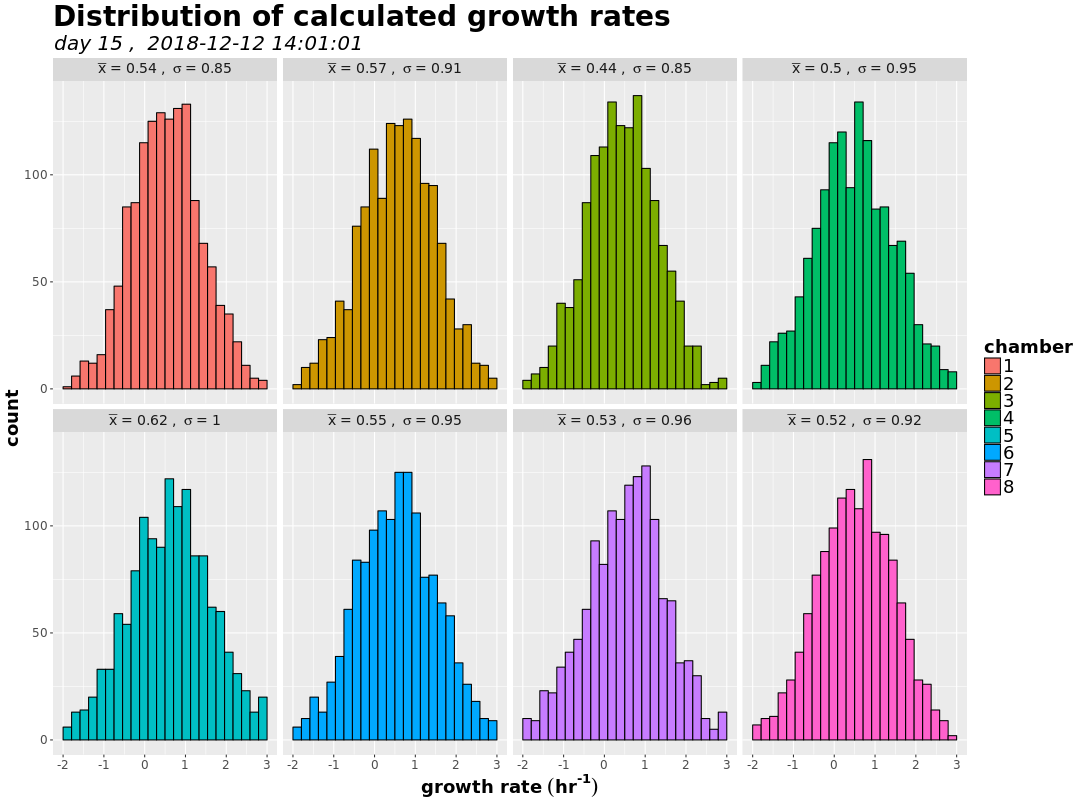 Distribution of calculated growth rates
day 15 ,  2018-12-12 14:01:01
x̅ = 0.54 ,  σ = 0.85
x̅ = 0.57 ,  σ = 0.91
x̅ = 0.44 ,  σ = 0.85
x̅ = 0.5 ,  σ = 0.95
100
50
0
x̅ = 0.62 ,  σ = 1
x̅ = 0.55 ,  σ = 0.95
x̅ = 0.53 ,  σ = 0.96
x̅ = 0.52 ,  σ = 0.92
100
50
0
-2 -1 0 1 2 3
-2 -1 0 1 2 3
-2 -1 0 1 2 3
-2 -1 0 1 2 3
count
growth rate (hr⁻¹)
chamber
1
2
3
4
5
6
7
8